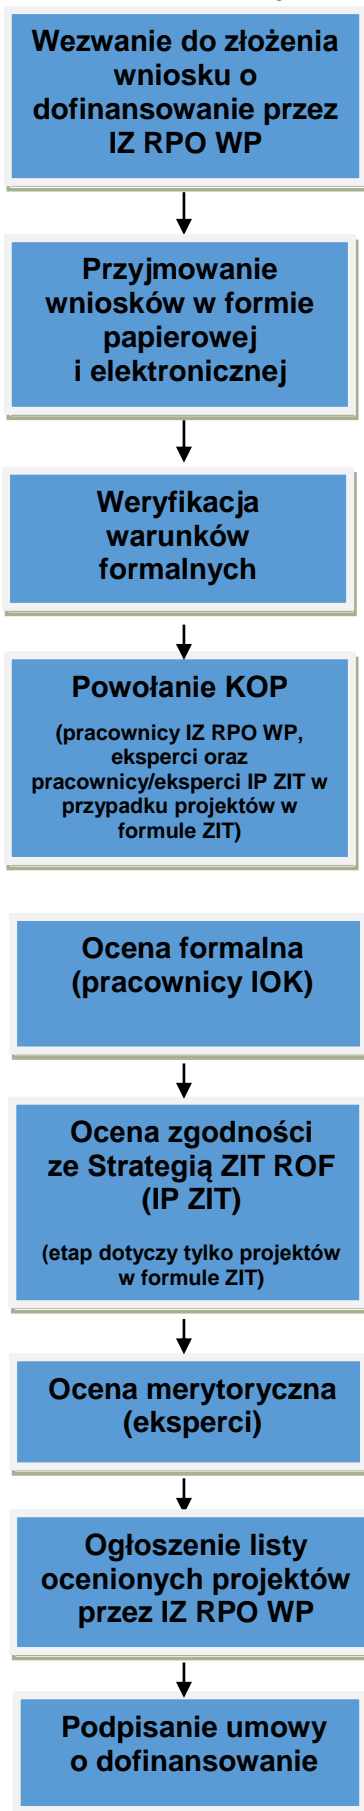 Wezwanie do złożenia
wniosku o
dofinansowanie przez
IZ RPO WP
Przyjmowanie
wniosków w formie
papierowej
i elektronicznej
Weryfikacja
warunków
formalnych
Powołanie KOP
(pracownicy IZ RPO WP,
eksperci oraz
pracownicy/eksperci IP ZIT w
przypadku projektów w
formule ZIT)
Ocena formalna
(pracownicy IOK)
Ocena zgodności
ze Strategią ZIT ROF
(IP ZIT)
(etap dotyczy tylko projektów
w formule ZIT)
Ocena merytoryczna
(eksperci)
Ogłoszenie listy
ocenionych projektów
przez IZ RPO WP
Podpisanie umowy
o dofinansowanie